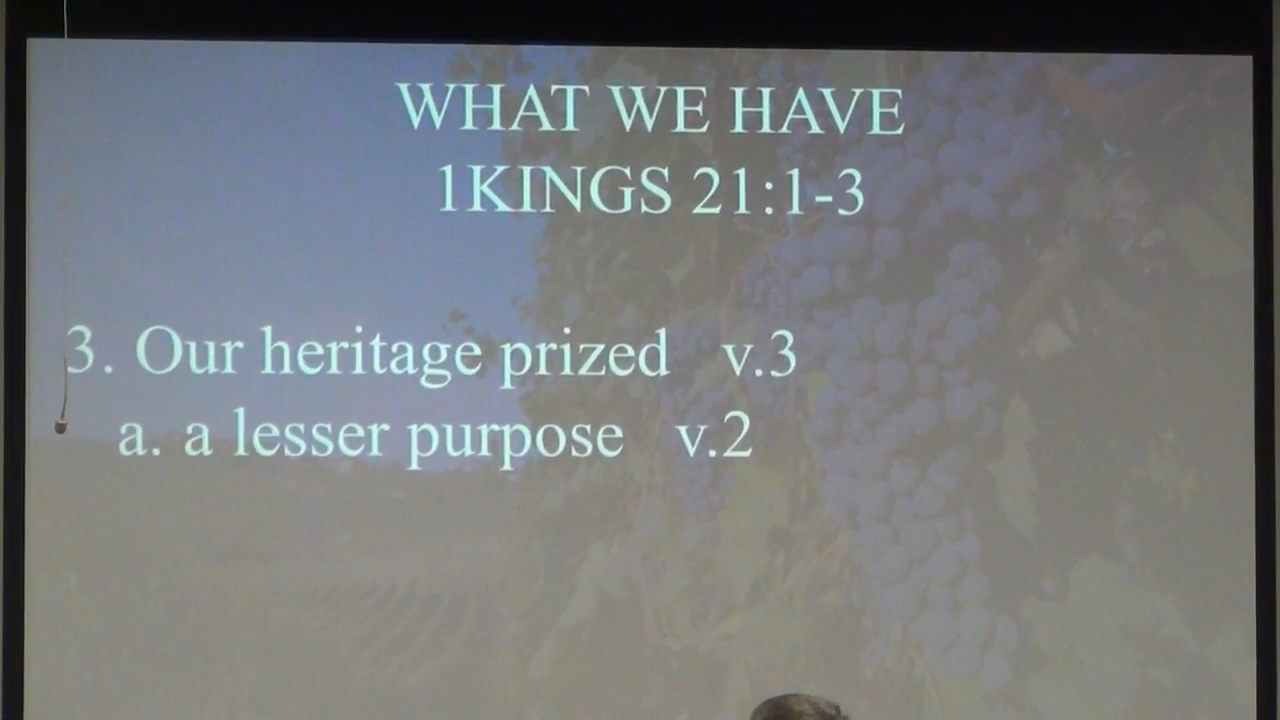 WHAT WE HAVE
1KINGS 21:1-3
3. Our heritage prized v.3
a. a lesser purpose v.2